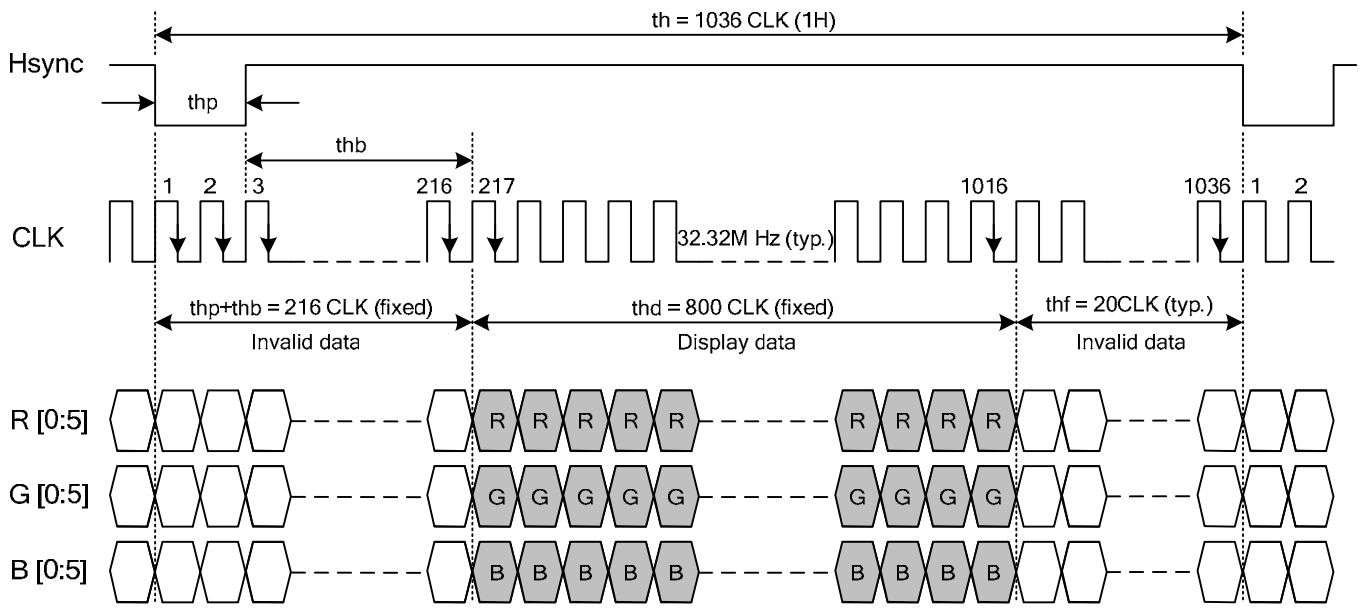 th = 1036 CLK (1H)
Hsync
thp
thb
1 2 3 216 217 1016 1036 1 2
CLK
32.32M Hz (typ.)
thp+thb = 216 CLK (fixed) thd = 800 CLK (fixed) thf = 20CLK (typ.)
Invalid data Display data Invalid data
R [0:5] R R R R R R R R R
G [0:5] G G G G G G G G G
B [0:5] B B B B B B B B B